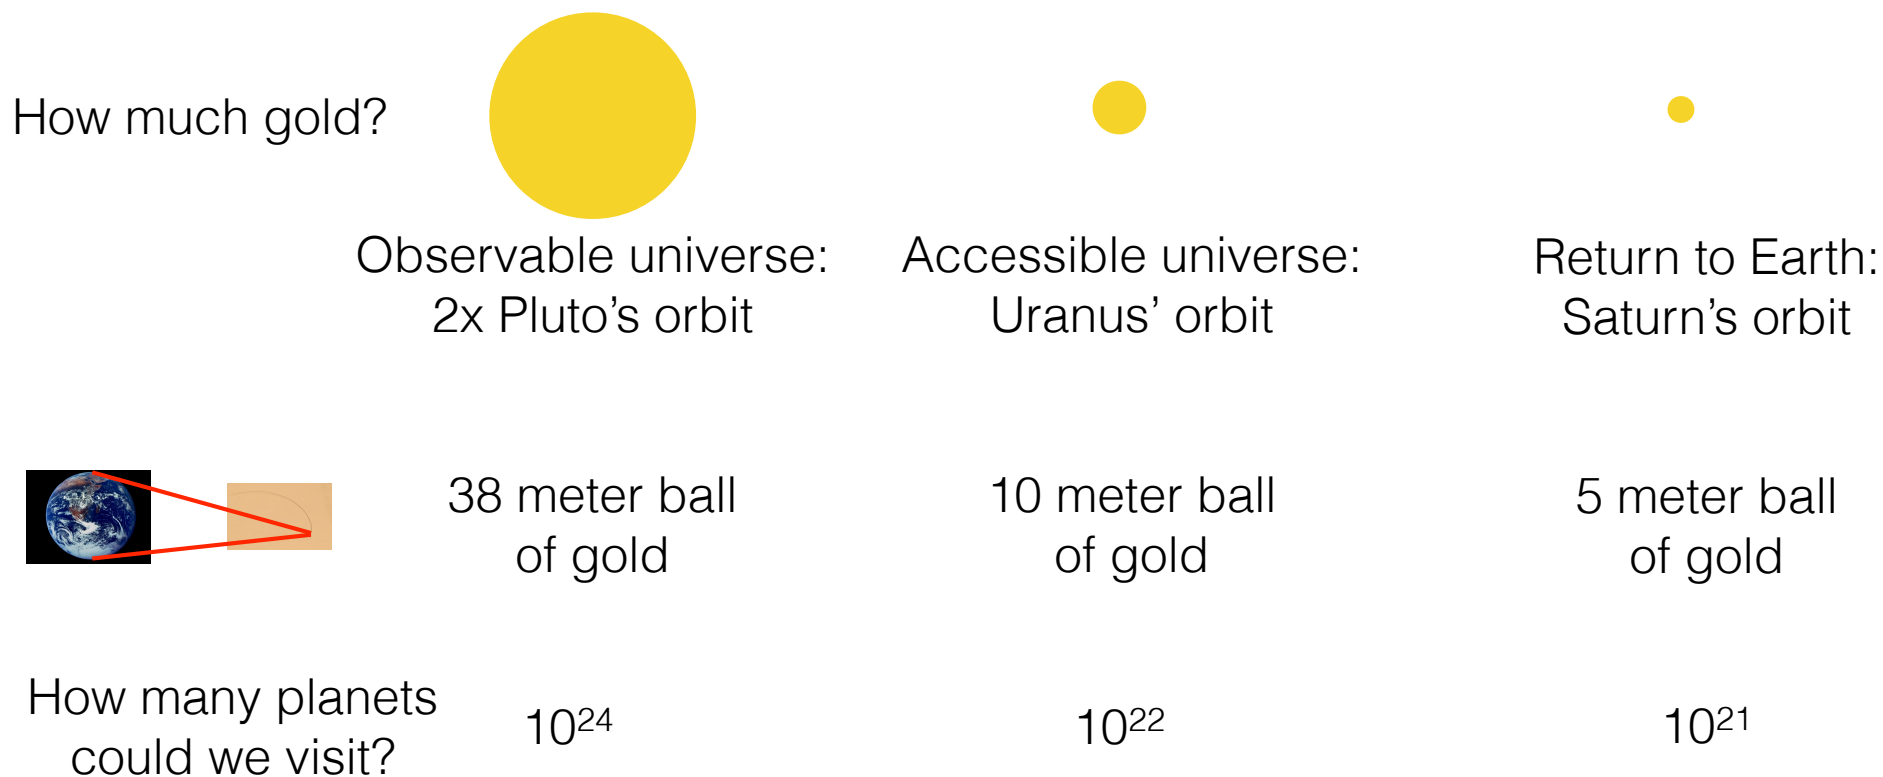 How much gold?
Observable universe:
2x Pluto's orbit
Accessible universe:
Uranus' orbit
Return to Earth:
Saturn's orbit
38 meter ball
of gold
10 meter ball
of gold
5 meter ball
of gold
How many planets
could we visit?
10²⁴
10²²
10²¹